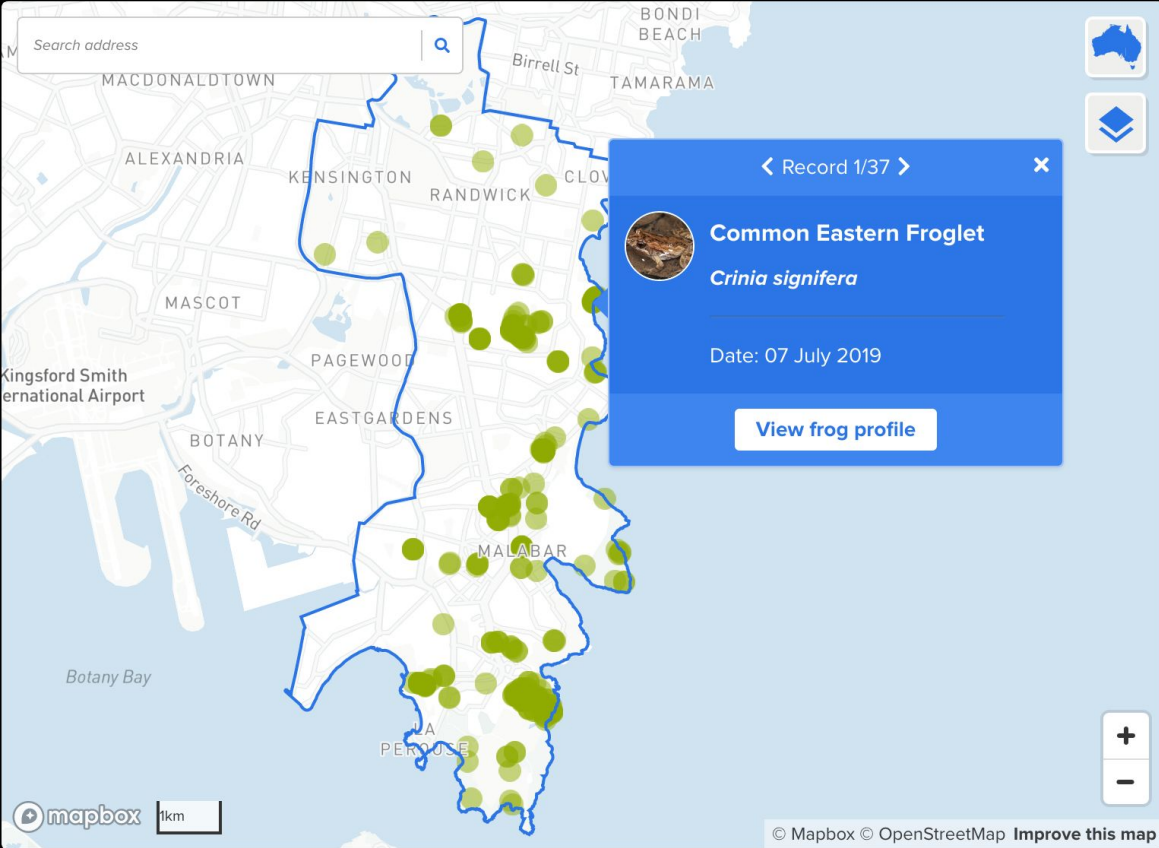 BONDI
BEACH
Search address
Birrell St
MACDONALDTOWN
TAMARAMA
ALEXANDRIA
KENSINGTON
RANDWICK
CLOV
Record 1/37
Common Eastern Froglet
Crinia signifera
Date: 07 July 2019
View frog profile
MASCOT
PAGEWOOD
Kingsford Smith
ernational Airport
EASTGARDENS
BOTANY
Foreshore Rd
MALABAR
Botany Bay
LA
PEROUSE
mapbox
1km
© Mapbox © OpenStreetMap Improve this map